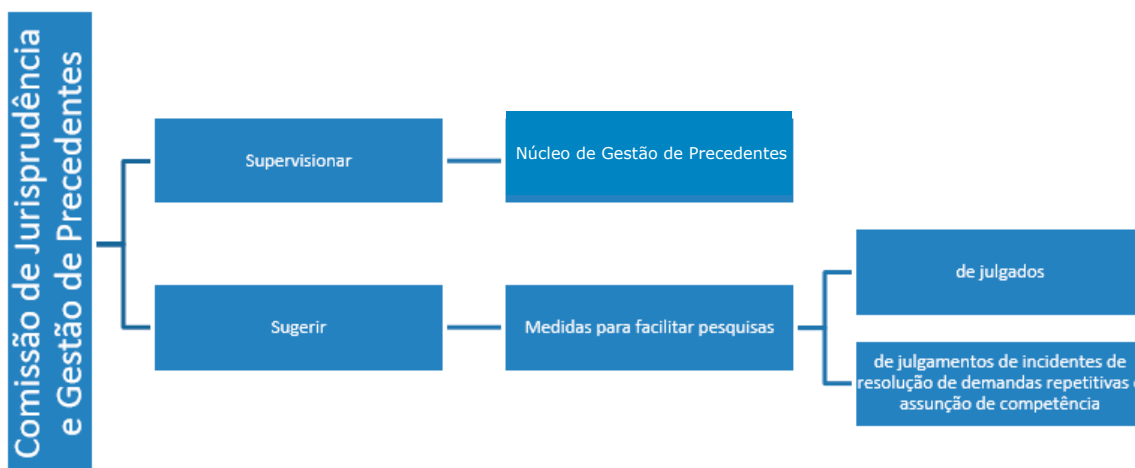 Comissão de Jurisprudência
e Gestão de Precedentes
Supervisionar
Núcleo de Gestão de Precedentes
Sugerir
Medidas para facilitar pesquisas
de julgados
de julgamentos de incidentes de
resolução de demandas repetitivas
assunção de competência